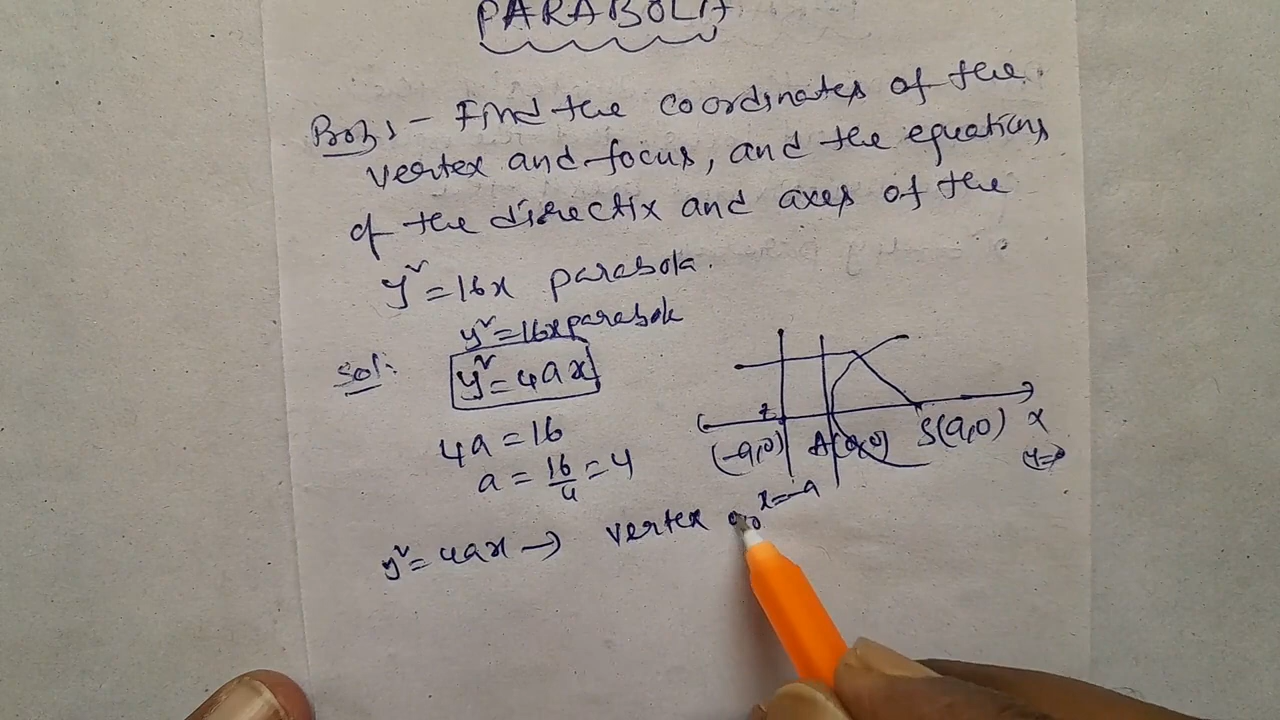 PARABOLA
Prob:- Find the coordinates of the
vertex and focus, and the equations
of the directrix and axes of the
y² = 16x parabola.
y² = 16x parabola
Sol:
y² = 4ax
4a = 16
a = 16/4 = 4
Z
(-a,0) A(0,0) S(a,0) X
x = -a
y² = 4ax → vertex